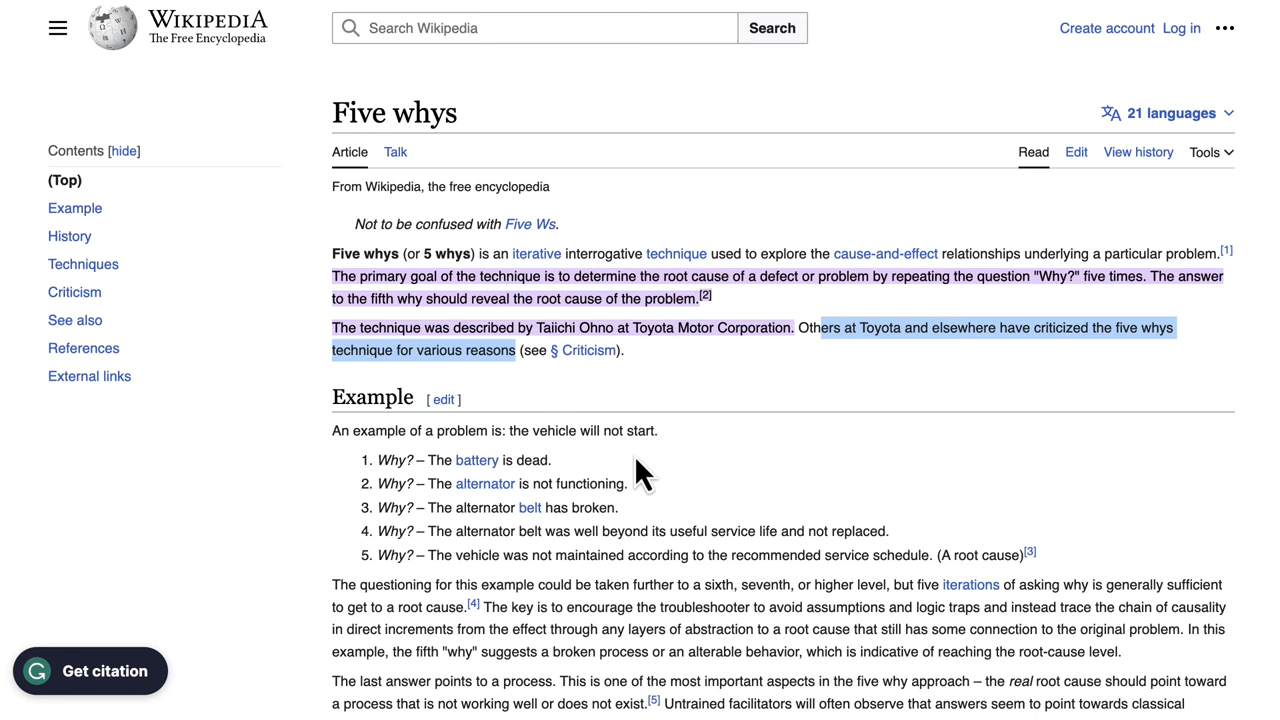 WIKIPEDIA
The Free Encyclopedia
Search Wikipedia
Search
Create account Log in
Five whys
21 languages
Contents [hide]
(Top)
Example
History
Techniques
Criticism
See also
References
External links
Article Talk
Read Edit View history Tools
From Wikipedia, the free encyclopedia
Not to be confused with Five Ws.
Five whys (or 5 whys) is an iterative interrogative technique used to explore the cause-and-effect relationships underlying a particular problem.[1]
The primary goal of the technique is to determine the root cause of a defect or problem by repeating the question "Why?" five times. The answer
to the fifth why should reveal the root cause of the problem.[2]
The technique was described by Taiichi Ohno at Toyota Motor Corporation. Others at Toyota and elsewhere have criticized the five whys
technique for various reasons (see § Criticism).
Example [ edit ]
An example of a problem is: the vehicle will not start.
1. Why? – The battery is dead.
2. Why? – The alternator is not functioning.
3. Why? – The alternator belt has broken.
4. Why? – The alternator belt was well beyond its useful service life and not replaced.
5. Why? – The vehicle was not maintained according to the recommended service schedule. (A root cause)[3]
The questioning for this example could be taken further to a sixth, seventh, or higher level, but five iterations of asking why is generally sufficient
to get to a root cause.[4] The key is to encourage the troubleshooter to avoid assumptions and logic traps and instead trace the chain of causality
in direct increments from the effect through any layers of abstraction to a root cause that still has some connection to the original problem. In this
example, the fifth "why" suggests a broken process or an alterable behavior, which is indicative of reaching the root-cause level.
The last answer points to a process. This is one of the most important aspects in the five why approach – the real root cause should point toward
a process that is not working well or does not exist.[5] Untrained facilitators will often observe that answers seem to point towards classical
Get citation